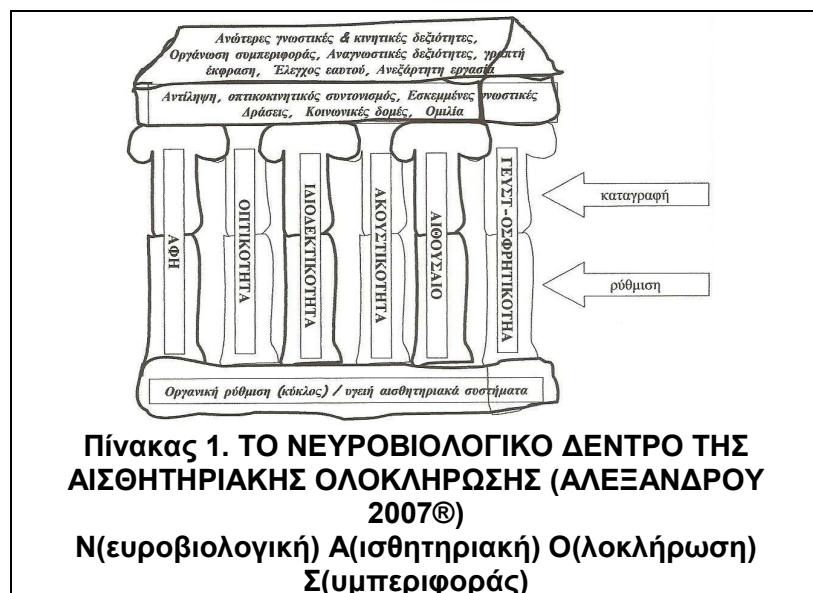 Ανώτερες γνωστικές & κινητικές δεξιότητες,
Οργάνωση συμπεριφοράς, Αναγνωστικές δεξιότητες, γραπτή
έκφραση, Έλεγχος εαυτού, Ανεξάρτητη εργασία
Αντίληψη, οπτικοκινητικός συντονισμός, Εσκεμμένες γνωστικές
Δράσεις, Κοινωνικές δομές, Ομιλία
ΑΦΗ
ΟΠΤΙΚΟΤΗΤΑ
ΙΔΙΟΔΕΚΤΙΚΟΤΗΤΑ
ΑΚΟΥΣΤΙΚΟΤΗΤΑ
ΑΙΘΟΥΣΑΙΟ
ΓΕΥΣΤ-ΟΣΦΡΗΤΙΚΟΤΗΤΑ
καταγραφή
ρύθμιση
Οργανική ρύθμιση (κύκλος) / υγειή αισθητηριακά συστήματα
Πίνακας 1. ΤΟ ΝΕΥΡΟΒΙΟΛΟΓΙΚΟ ΔΕΝΤΡΟ ΤΗΣ
ΑΙΣΘΗΤΗΡΙΑΚΗΣ ΟΛΟΚΛΗΡΩΣΗΣ (ΑΛΕΞΑΝΔΡΟΥ
2007®)
Ν(ευροβιολογική) Α(ισθητηριακή) Ο(λοκλήρωση)
Σ(υμπεριφοράς)